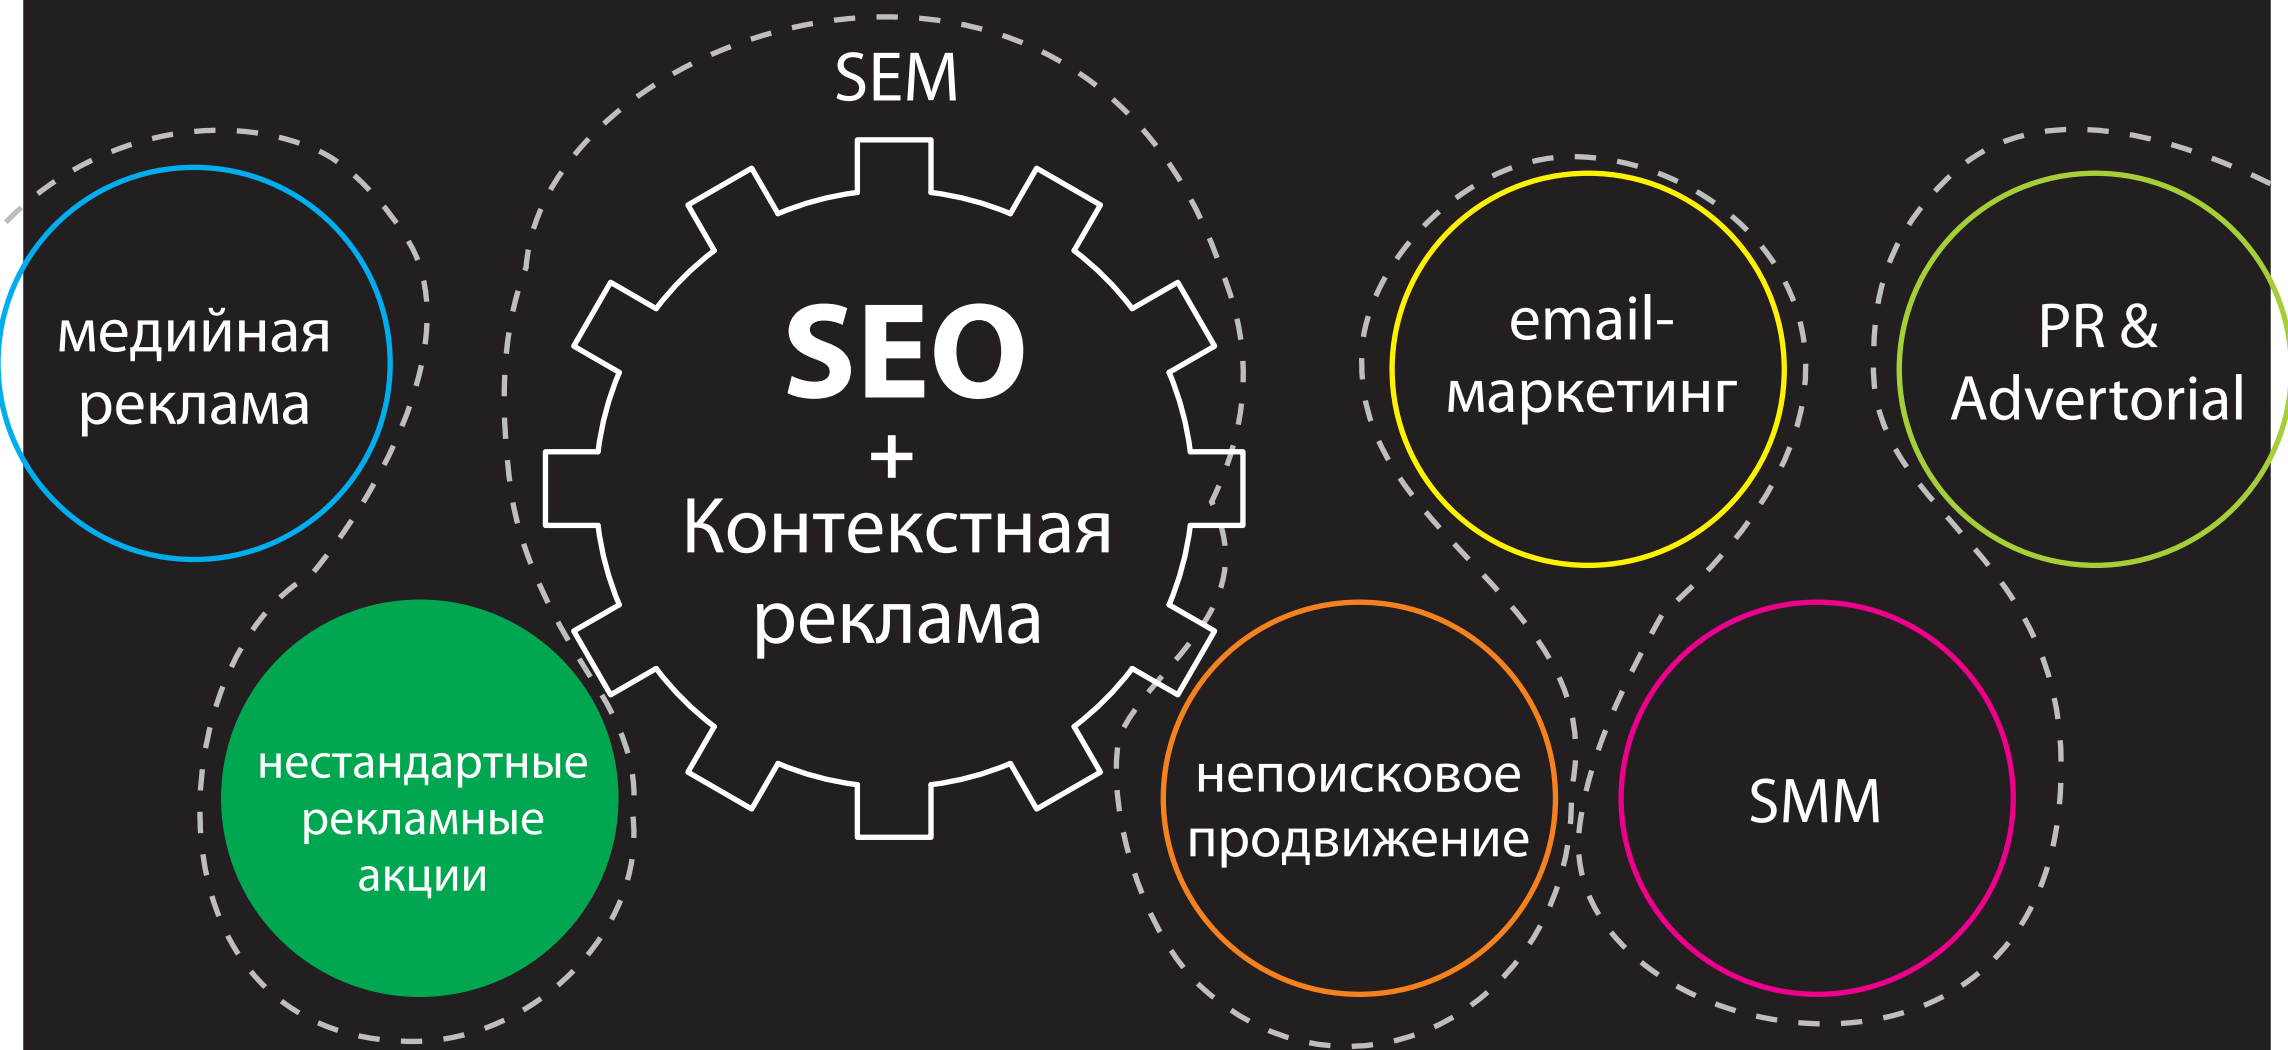 SEM
медийная
реклама
SEO
+
Контекстная
реклама
email-
маркетинг
PR &
Advertorial
нестандартные
рекламные
акции
непоисковое
продвижение
SMM